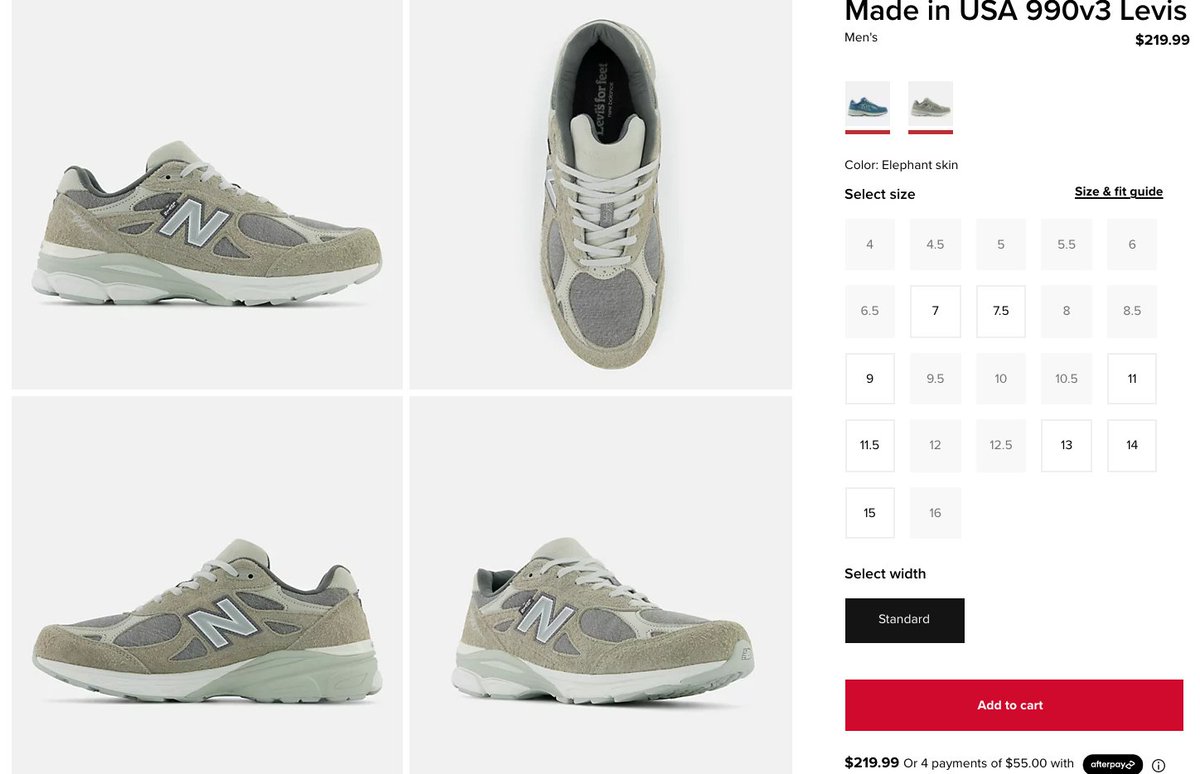 Made in USA 990v3 Levis
Men's
$219.99
Levi's for feet
new balance
N
N
N
N
Color: Elephant skin
Select size
Size & fit guide
4
4.5
5
5.5
6
6.5
7
7.5
8
8.5
9
9.5
10
10.5
11
11.5
12
12.5
13
14
15
16
Select width
Standard
Add to cart
$219.99 Or 4 payments of $55.00 with afterpay